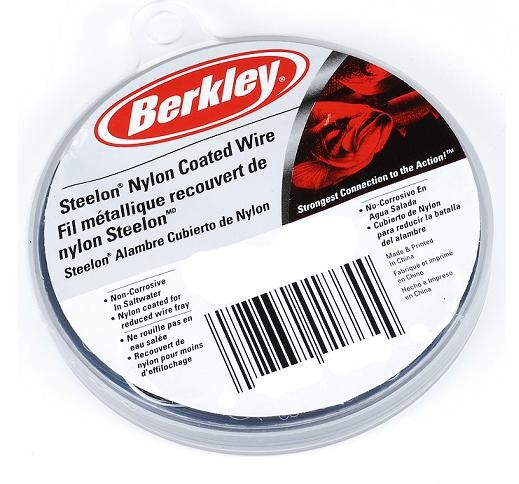 Berkley®
Steelon® Nylon Coated Wire
Fil métallique recouvert de
nylon Steelon MD
Steelon® Alambre Cubierto de Nylon
Strongest Connection to the Action!™
• Non-Corrosive
In Saltwater
• Nylon coated for
reduced wire fray
• Ne rouille pas en
eau salée
• Recouvert de
nylon pour moins
d'effilochage
• No-Corrosivo En
Agua Salada
• Cubierto de Nylon
para reducir la batalla
del alambre
Made & Printed
In China
Fabriqué et imprimé
en Chine
Hecho e Impreso
en China